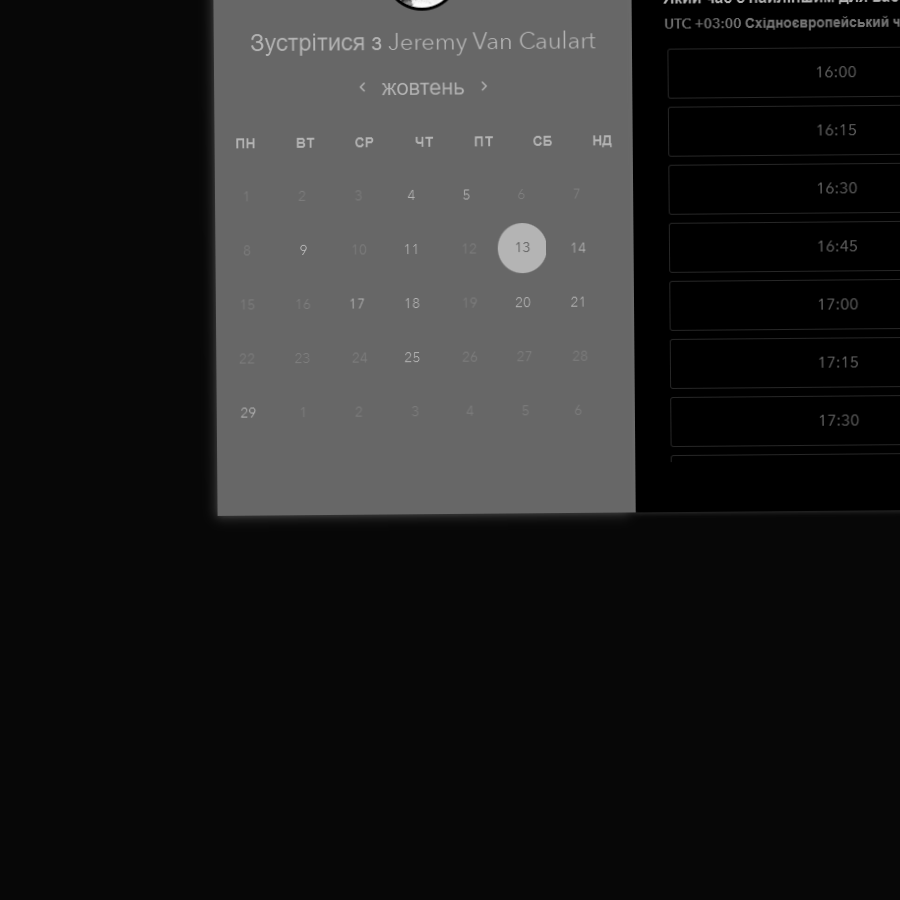 Зустрітися з Jeremy Van Caulart
жовтень
ПН ВТ СР ЧТ ПТ СБ НД
1 2 3 4 5 6 7
8 9 10 11 12 13 14
15 16 17 18 19 20 21
22 23 24 25 26 27 28
29 1 2 3 4 5 6
UTC +03:00 Східноєвропейський
16:00
16:15
16:30
16:45
17:00
17:15
17:30